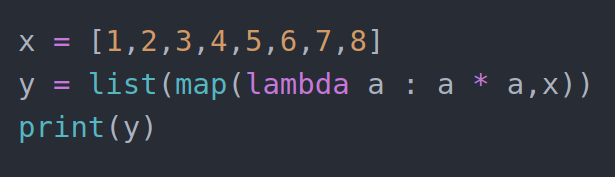 x = [1,2,3,4,5,6,7,8]
y = list(map(lambda a : a * a,x))
print(y)